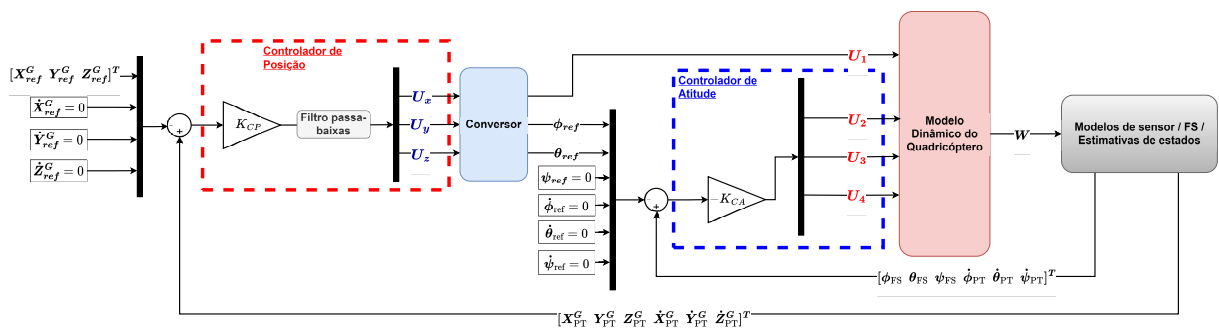 [X^G_ref Y^G_ref Z^G_ref]^T
Ẋ^G_ref = 0
Ẏ^G_ref = 0
Ż^G_ref = 0
-
+
Controlador de
Posição
K_CP
Filtro passa-
baixas
U_x
U_y
U_z
Conversor
ϕ_ref
θ_ref
ψ_ref = 0
ϕ̇_ref = 0
θ̇_ref = 0
ψ̇_ref = 0
-
+
Controlador de
Atitude
−K_CA
U_1
U_2
U_3
U_4
Modelo
Dinâmico do
Quadricóptero
W
Modelos de sensor / FS /
Estimativas de estados
[ϕ_FS θ_FS ψ_FS ϕ̇_PT θ̇_PT ψ̇_PT]^T
[X^G_PT Y^G_PT Z^G_PT Ẋ^G_PT Ẏ^G_PT Ż^G_PT]^T